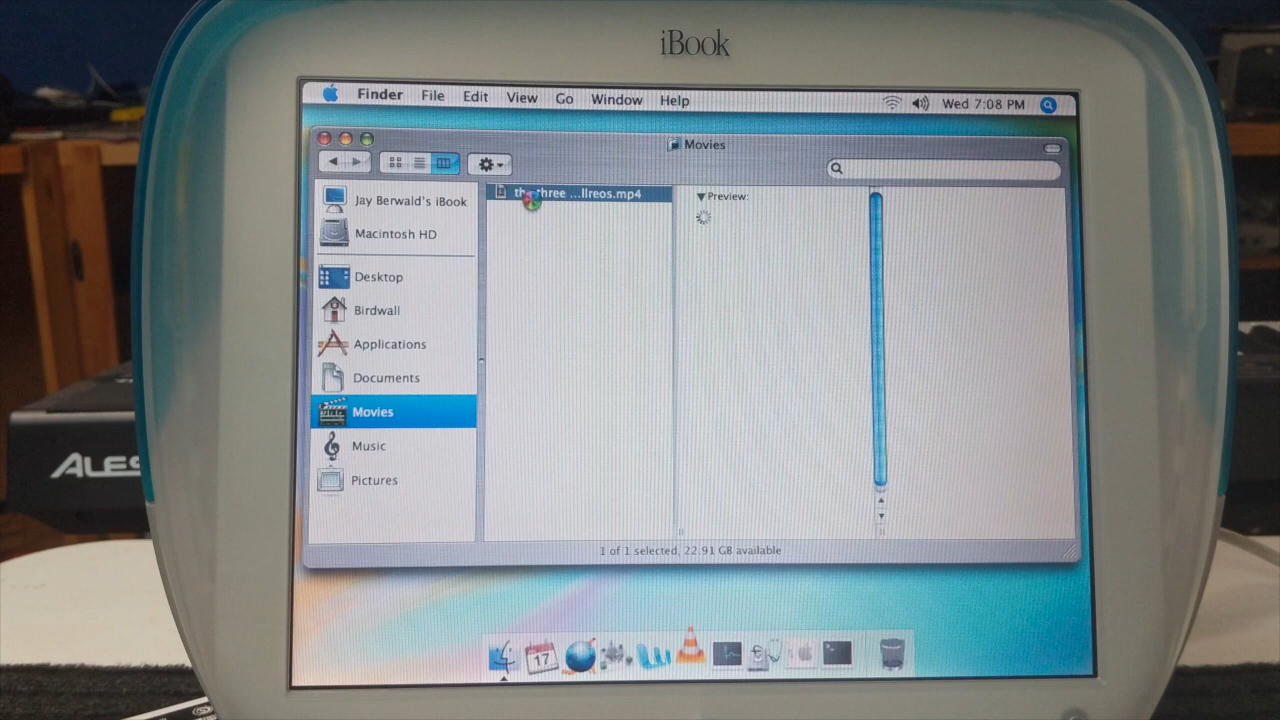 iBook
Finder File Edit View Go Window Help Wed 7:08 PM
Movies
Jay Berwald's iBook
Macintosh HD
Desktop
Birdwall
Applications
Documents
Movies
Music
Pictures
three ...llreos.mp4
Preview:
1 of 1 selected, 22.91 GB available
17
ALES